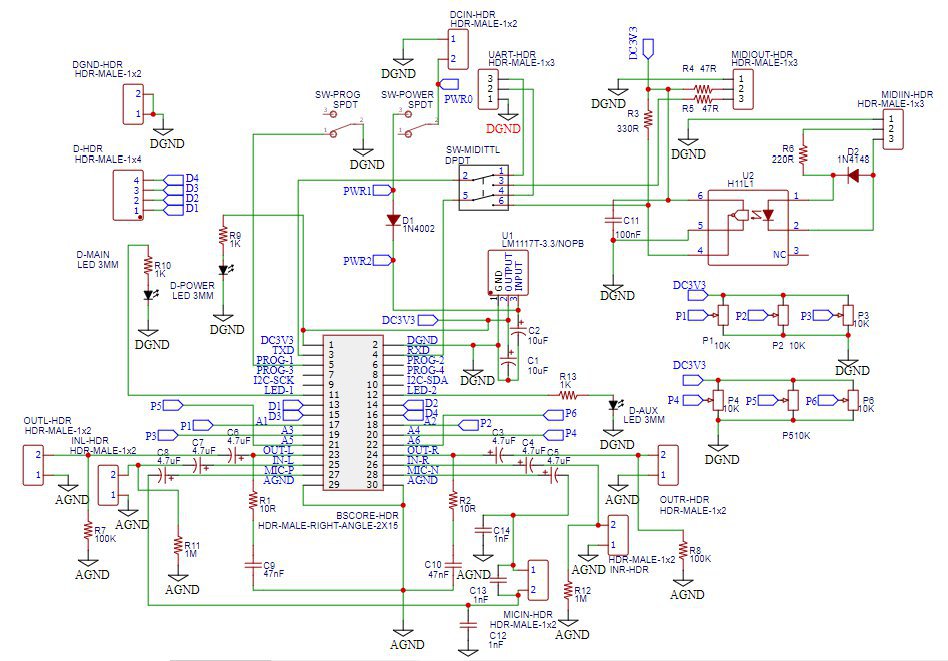 DCIN-HDR
HDR-MALE-1x2
1
2
DGND
PWR0
UART-HDR
HDR-MALE-1x3
3
2
1
DGND
DC3V3
MIDIOUT-HDR
HDR-MALE-1x3
R4 47R
R5 47R
1
2
3
DGND
R3
330R
MIDIIN-HDR
HDR-MALE-1x3
1
2
3
DGND
R6
220R
D2
1N4148
DGND-HDR
HDR-MALE-1x2
2
1
DGND
SW-PROG
SPDT
3
2
1
DGND
SW-POWER
SPDT
3
2
1
D-HDR
HDR-MALE-1x4
4
3
2
1
D4
D3
D2
D1
SW-MIDITTL
DPDT
2
5
1
3
4
6
PWR1
D1
1N4002
PWR2
U2
H11L1
6
5
4
1
2
NC 3
C11
100nF
DGND
R9
1K
D-POWER
LED 3MM
DGND
D-MAIN
LED 3MM
R10
1K
DGND
U1
LM1117T-3.3/NOPB
GND
OUTPUT
INPUT
1
2
3
DC3V3
C2
10uF
C1
10uF
DGND
DC3V3
P1
P2
P3
P1 10K
P2 10K
P3
10K
DGND
DC3V3
P4
P5
P6
P4
10K
P510K
P6
10K
DGND
DC3V3
TXD
PROG-1
PROG-3
I2C-SCK
LED-1
D1
D3
A1
A3
A5
OUT-L
IN-L
MIC-P
AGND
1
3
5
7
9
11
13
15
17
19
21
23
25
27
29
2
4
6
8
10
12
14
16
18
20
22
24
26
28
30
DGND
RXD
PROG-2
PROG-4
I2C-SDA
LED-2
D2
D4
A2
A4
A6
OUT-R
IN-R
MIC-N
AGND
P5
P1
P3
P2
P6
P4
R13
1K
D-AUX
LED 3MM
DGND
BSCORE-HDR
HDR-MALE-RIGHT-ANGLE-2X15
OUTL-HDR
HDR-MALE-1x2
2
1
AGND
INL-HDR
HDR-MALE-1x2
2
1
AGND
C8
4.7uF
C7
4.7uF
C6
4.7uF
C3
4.7uF
C4
4.7uF
C5
4.7uF
R7
100K
AGND
R11
1M
AGND
R1
10R
C9
47nF
R2
10R
C10
47nF
AGND
C14
1nF
AGND
C13
1nF
1
2
MICIN-HDR
HDR-MALE-1x2
C12
1nF
R12
1M
AGND
2
1
AGND
HDR-MALE-1x2
INR-HDR
2
1
AGND
OUTR-HDR
HDR-MALE-1x2
R8
100K
AGND